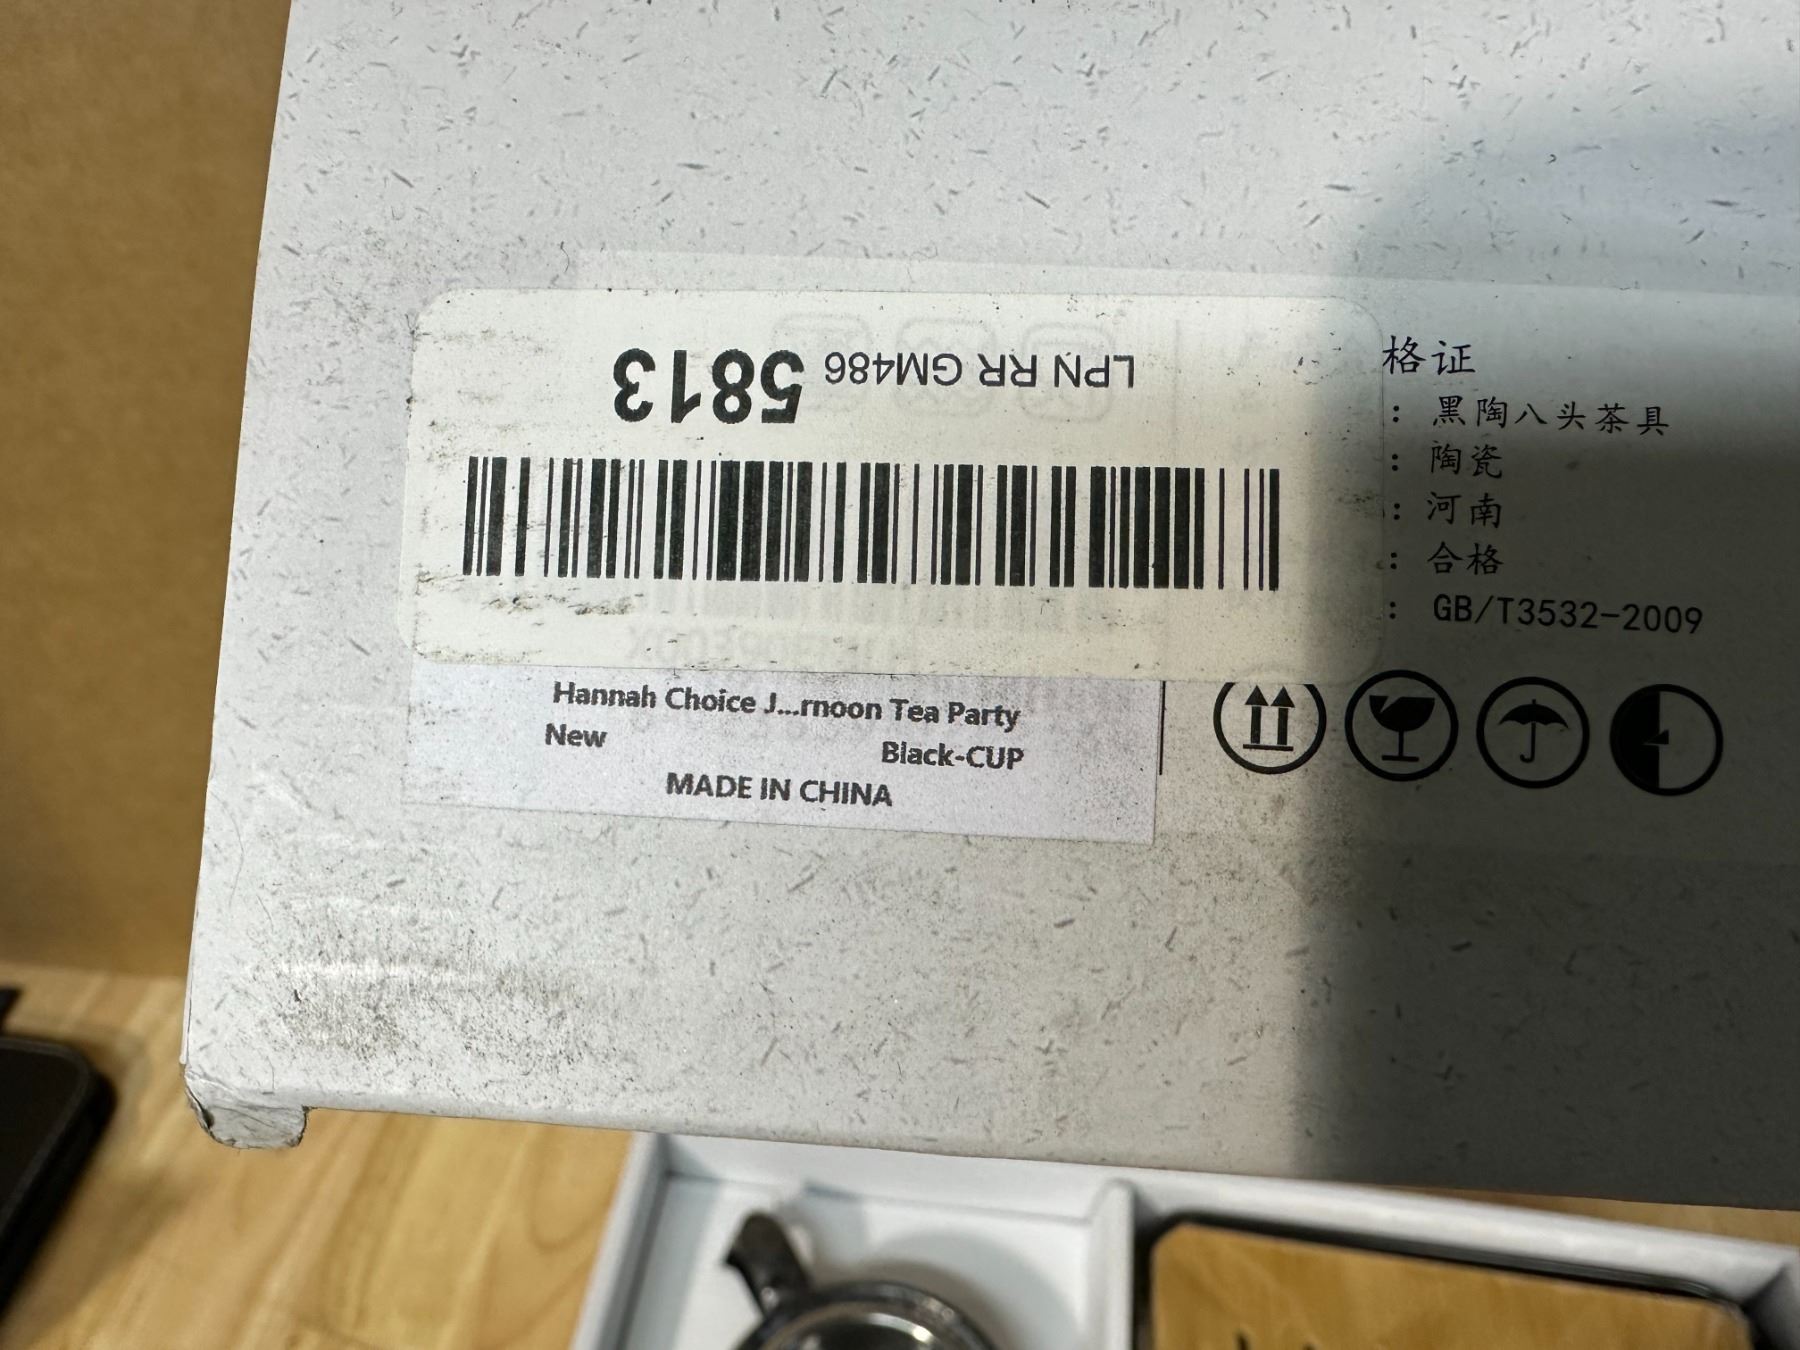 LPN RR GM486 5813
Hannah Choice J...rnoon Tea Party
New
Black-CUP
MADE IN CHINA
格证
: 黑陶八头茶具
: 陶瓷
: 河南
: 合格
: GB/T3532-2009